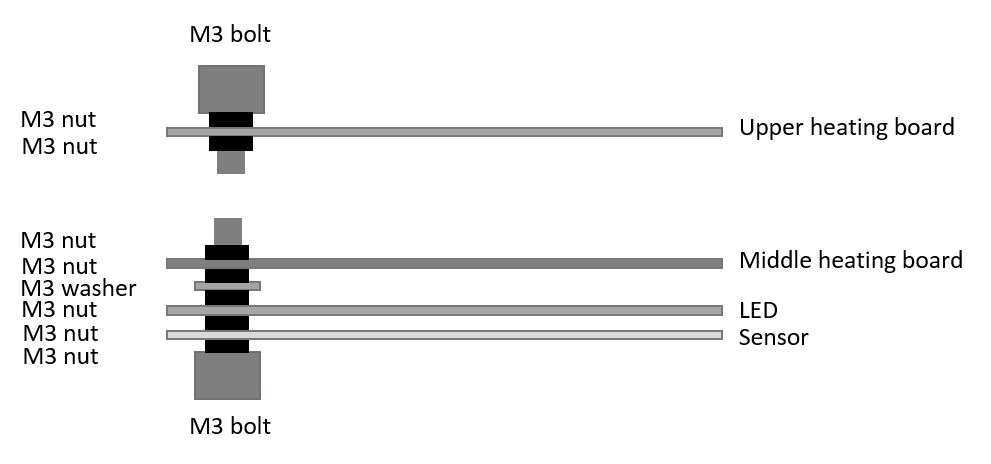 M3 bolt
M3 nut
Upper heating board
M3 nut
M3 nut
Middle heating board
M3 nut
M3 washer
M3 nut
LED
M3 nut
Sensor
M3 nut
M3 bolt